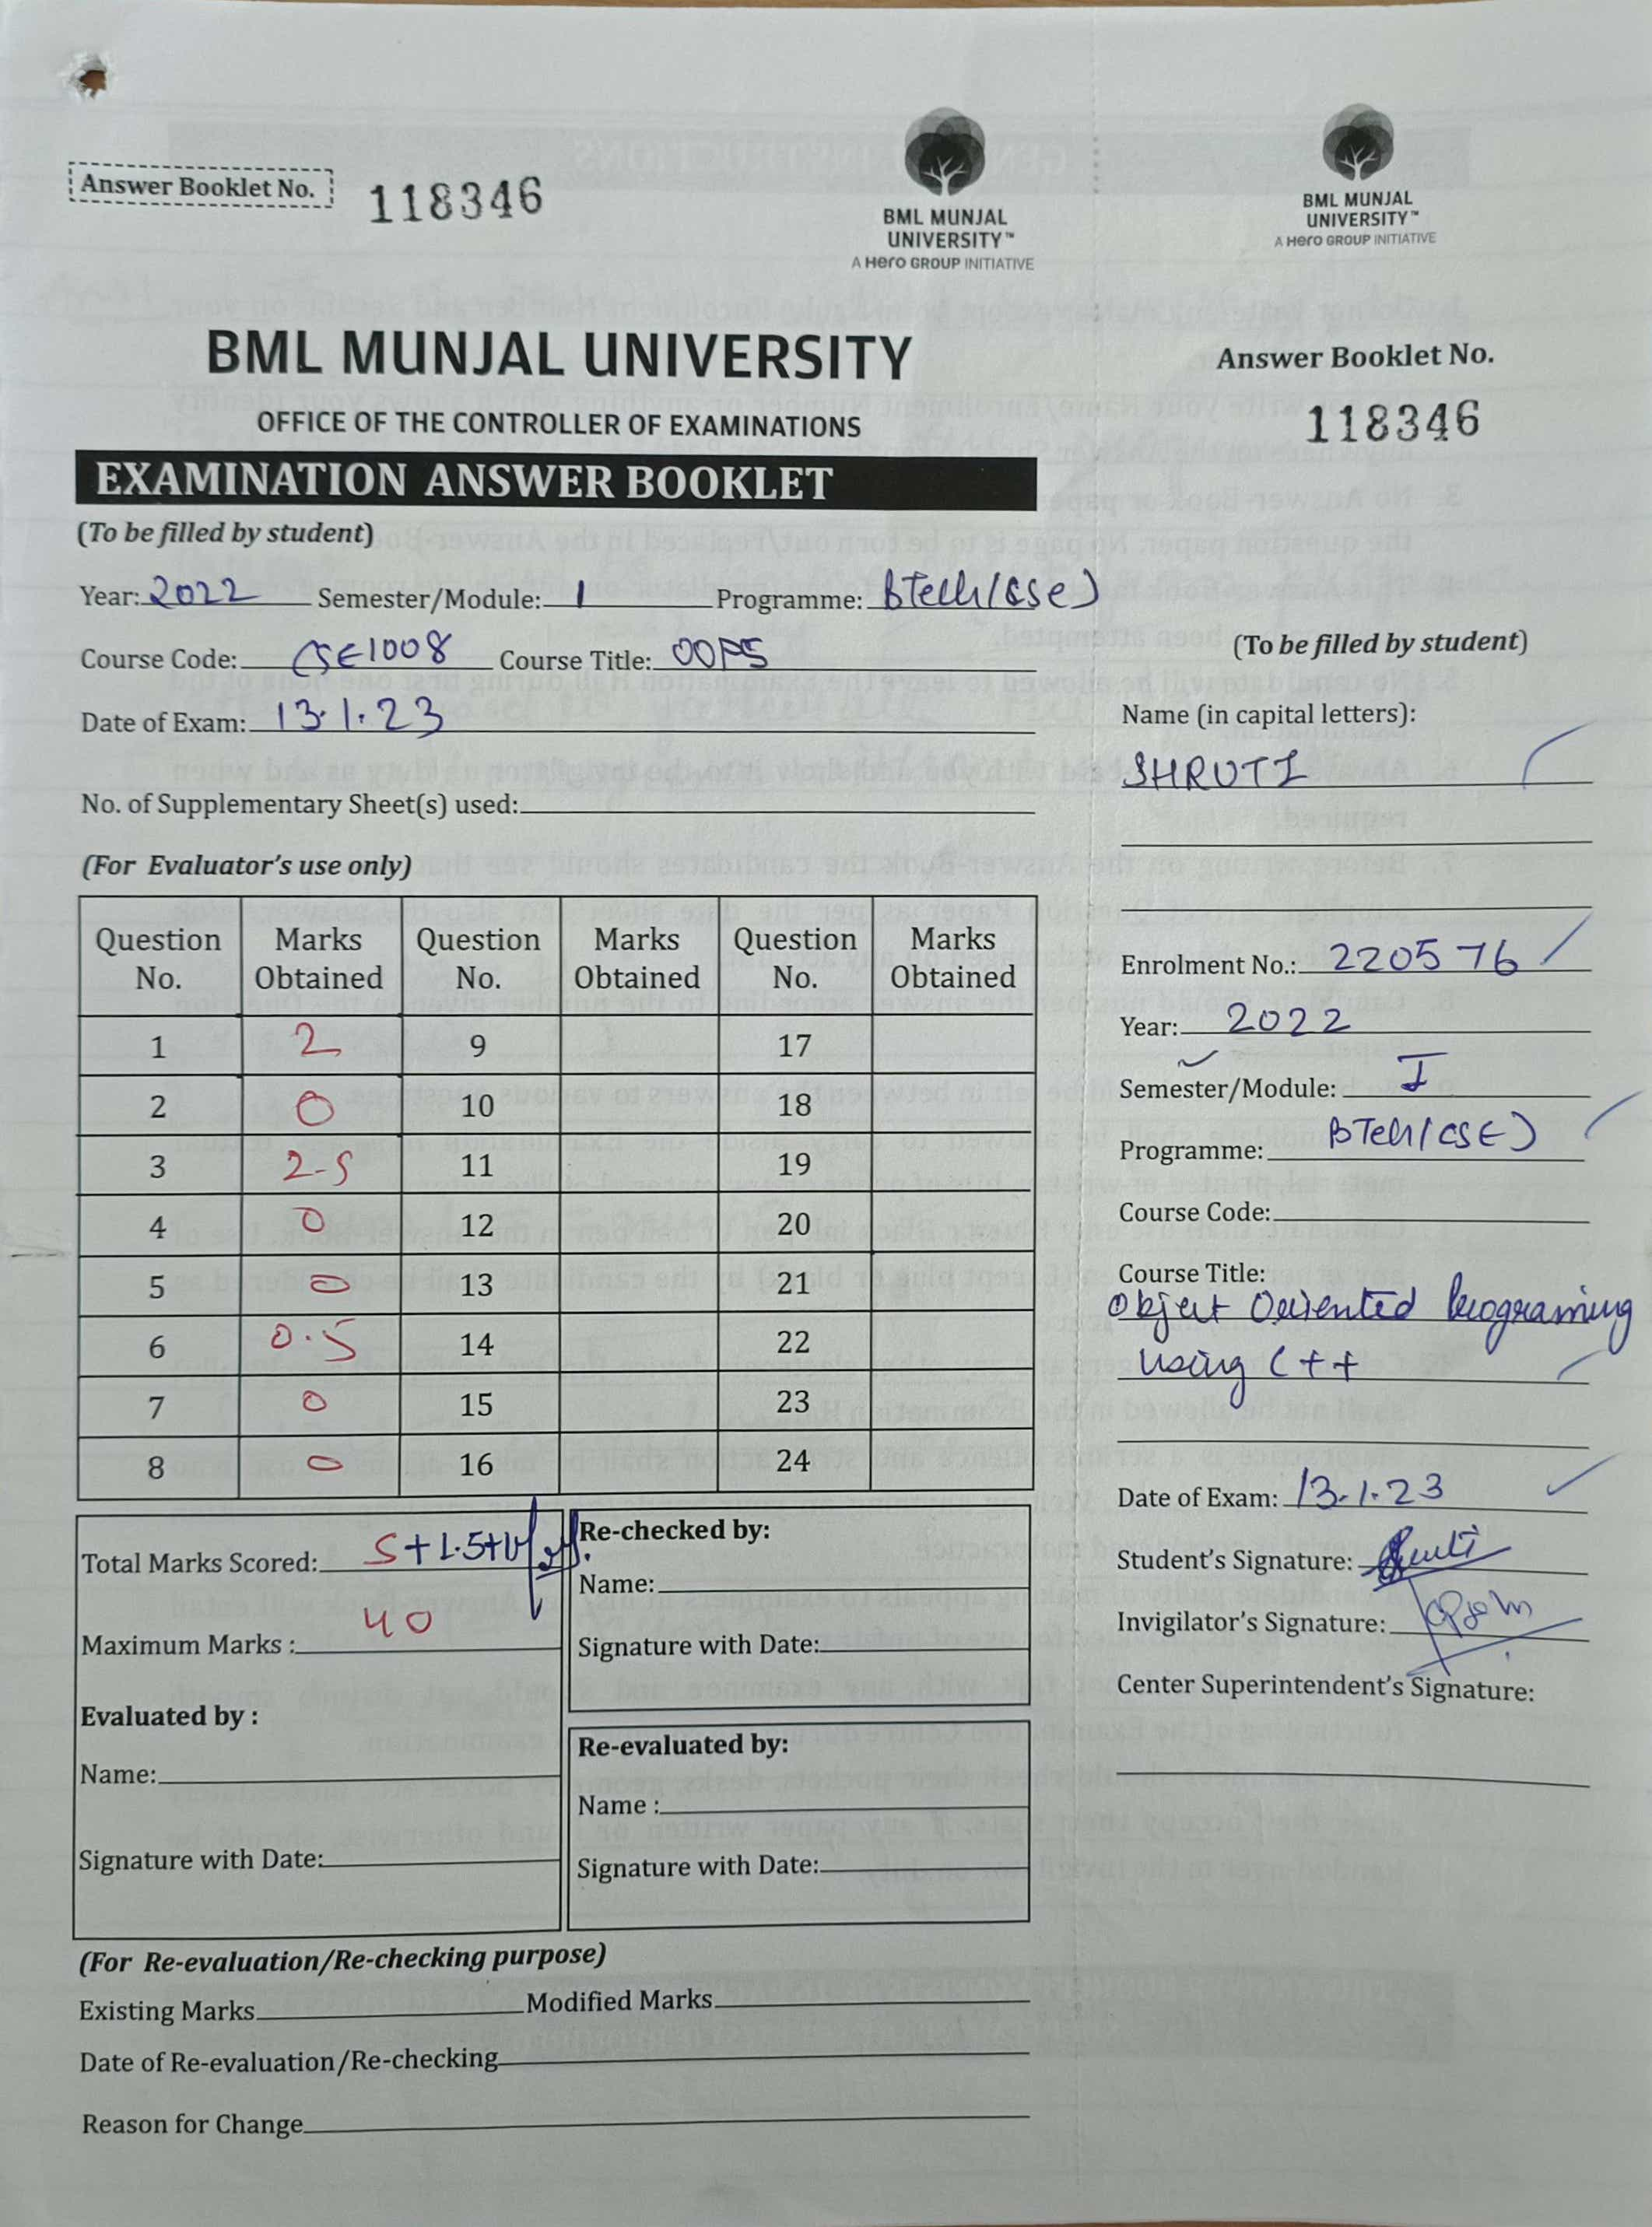 Answer Booklet No. 118346
BML MUNJAL
UNIVERSITY™
A Hero GROUP INITIATIVE
BML MUNJAL UNIVERSITY
OFFICE OF THE CONTROLLER OF EXAMINATIONS
EXAMINATION ANSWER BOOKLET
(To be filled by student)
Year: 2022 Semester/Module: 1 Programme: BTech(cse)
Course Code: CSE1008 Course Title: OOPS
Date of Exam: 13.1.23
No. of Supplementary Sheet(s) used:
(For Evaluator's use only)
Question No. Marks Obtained Question No. Marks Obtained Question No. Marks Obtained
1 2 9 17
2 0 10 18
3 2-5 11 19
4 0 12 20
5 0 13 21
6 0.5 14 22
7 0 15 23
8 0 16 24
Total Marks Scored: 5+1.5+
Maximum Marks : 40
Evaluated by :
Name:
Signature with Date:
Re-checked by:
Name:
Signature with Date:
Re-evaluated by:
Name :
Signature with Date:
(For Re-evaluation/Re-checking purpose)
Existing Marks Modified Marks
Date of Re-evaluation/Re-checking
Reason for Change
BML MUNJAL
UNIVERSITY™
A Hero GROUP INITIATIVE
Answer Booklet No.
118346
(To be filled by student)
Name (in capital letters):
SHRUTI
Enrolment No.: 220576
Year: 2022
Semester/Module: I
Programme: BTech(CSE)
Course Code:
Course Title:
Object Oriented Programing
using C++
Date of Exam: 13.1.23
Student's Signature: Shruti
Invigilator's Signature:
Center Superintendent's Signature: